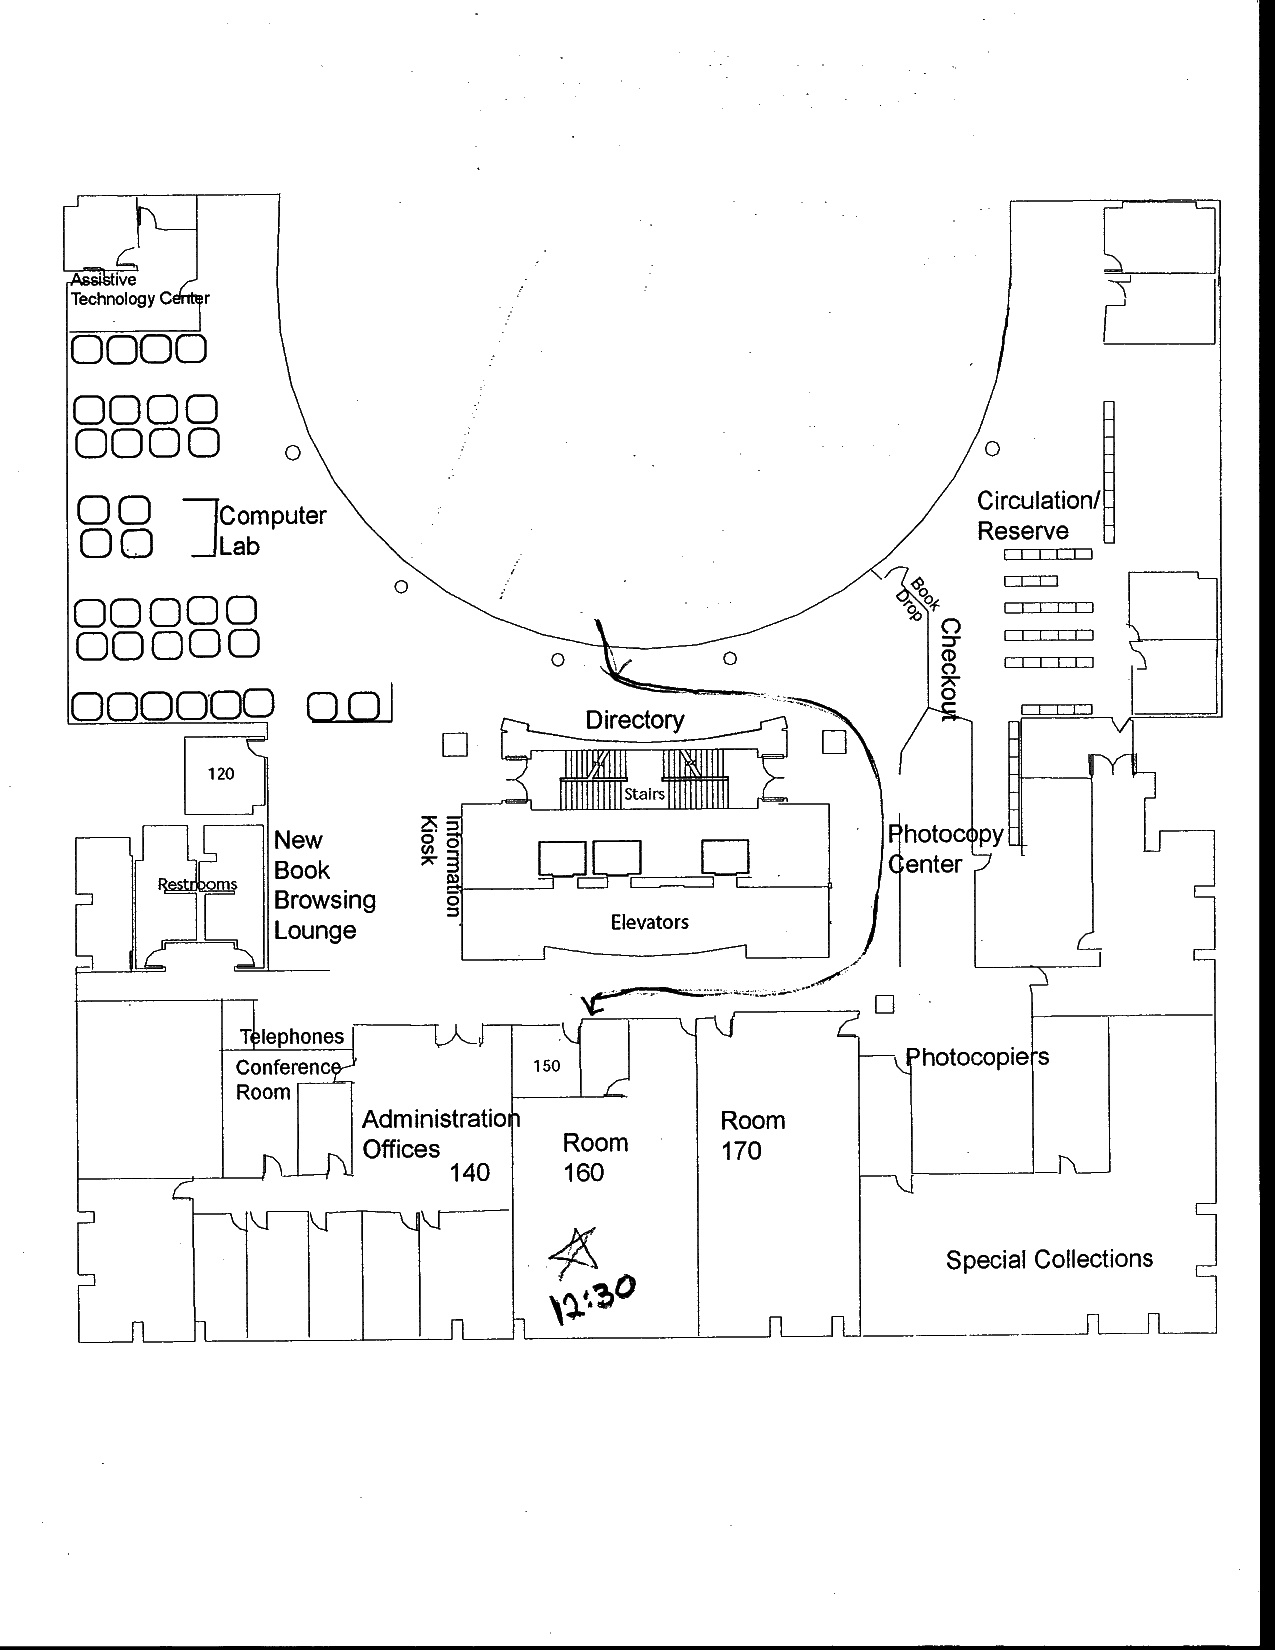 Assistive
Technology Center
Computer
Lab
Circulation/
Reserve
Book
Drop
Checkout
Directory
Stairs
120
New
Book
Browsing
Lounge
Restrooms
Information
Kiosk
Elevators
Photocopy
Center
Telephones
Conference
Room
Administration
Offices
140
150
Room
160
Room
170
Photocopiers
Special Collections
12:30